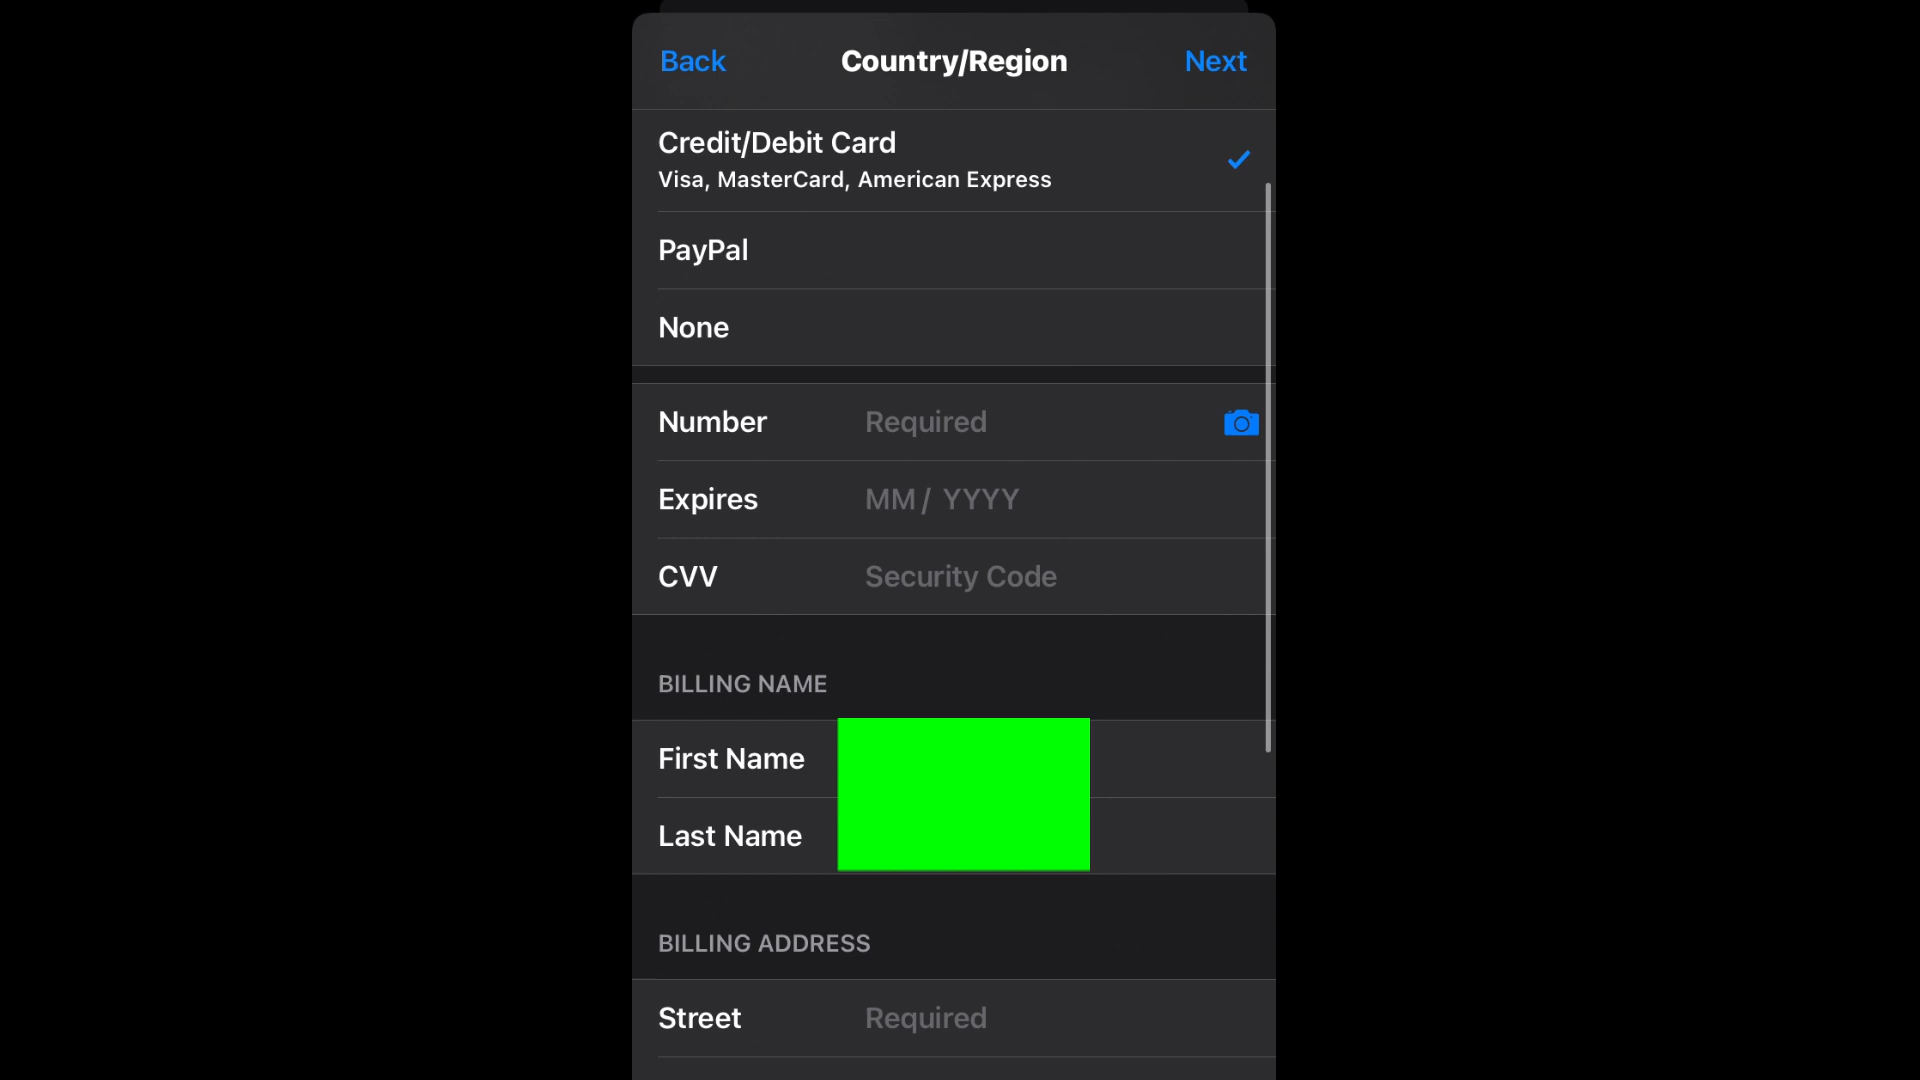 Back Country/Region Next
Credit/Debit Card
Visa, MasterCard, American Express
PayPal
None
Number Required
Expires MM / YYYY
CVV Security Code
BILLING NAME
First Name
Last Name
BILLING ADDRESS
Street Required